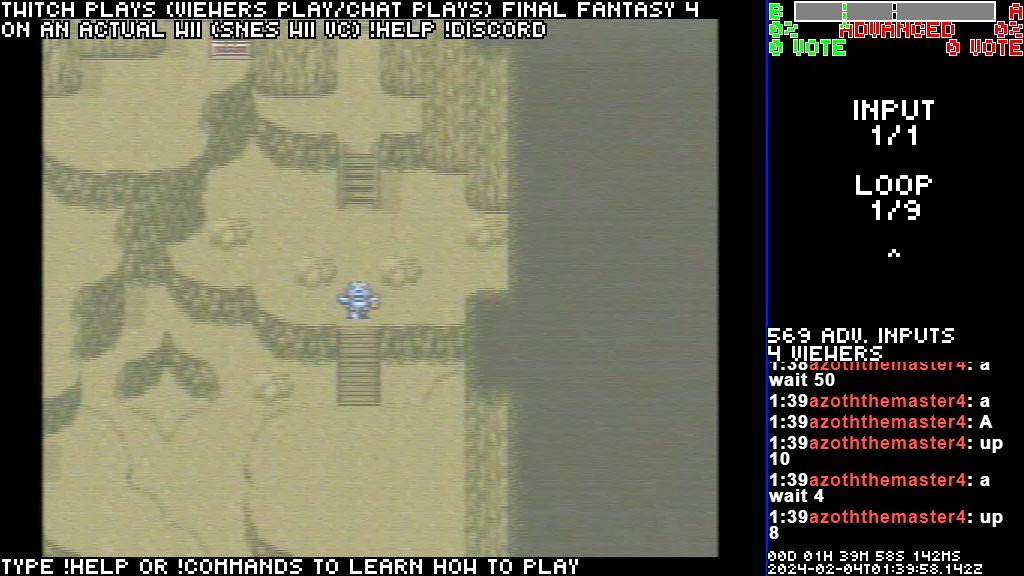 TWITCH PLAYS (VIEWERS PLAY/CHAT PLAYS) FINAL FANTASY 4
ON AN ACTUAL WII (SNES WII VC) !HELP !DISCORD
B A
0% ADVANCED 0%
0 VOTE 0 VOTE
INPUT
1/1
LOOP
1/9
^
569 ADV. INPUTS
4 VIEWERS
1:38azoththemaster4: a
wait 50
1:39azoththemaster4: a
1:39azoththemaster4: A
1:39azoththemaster4: up
10
1:39azoththemaster4: a
wait 4
1:39azoththemaster4: up
8
00D 01H 39M 58S 142MS
2024-02-04T01:39:58.142Z
TYPE !HELP OR !COMMANDS TO LEARN HOW TO PLAY